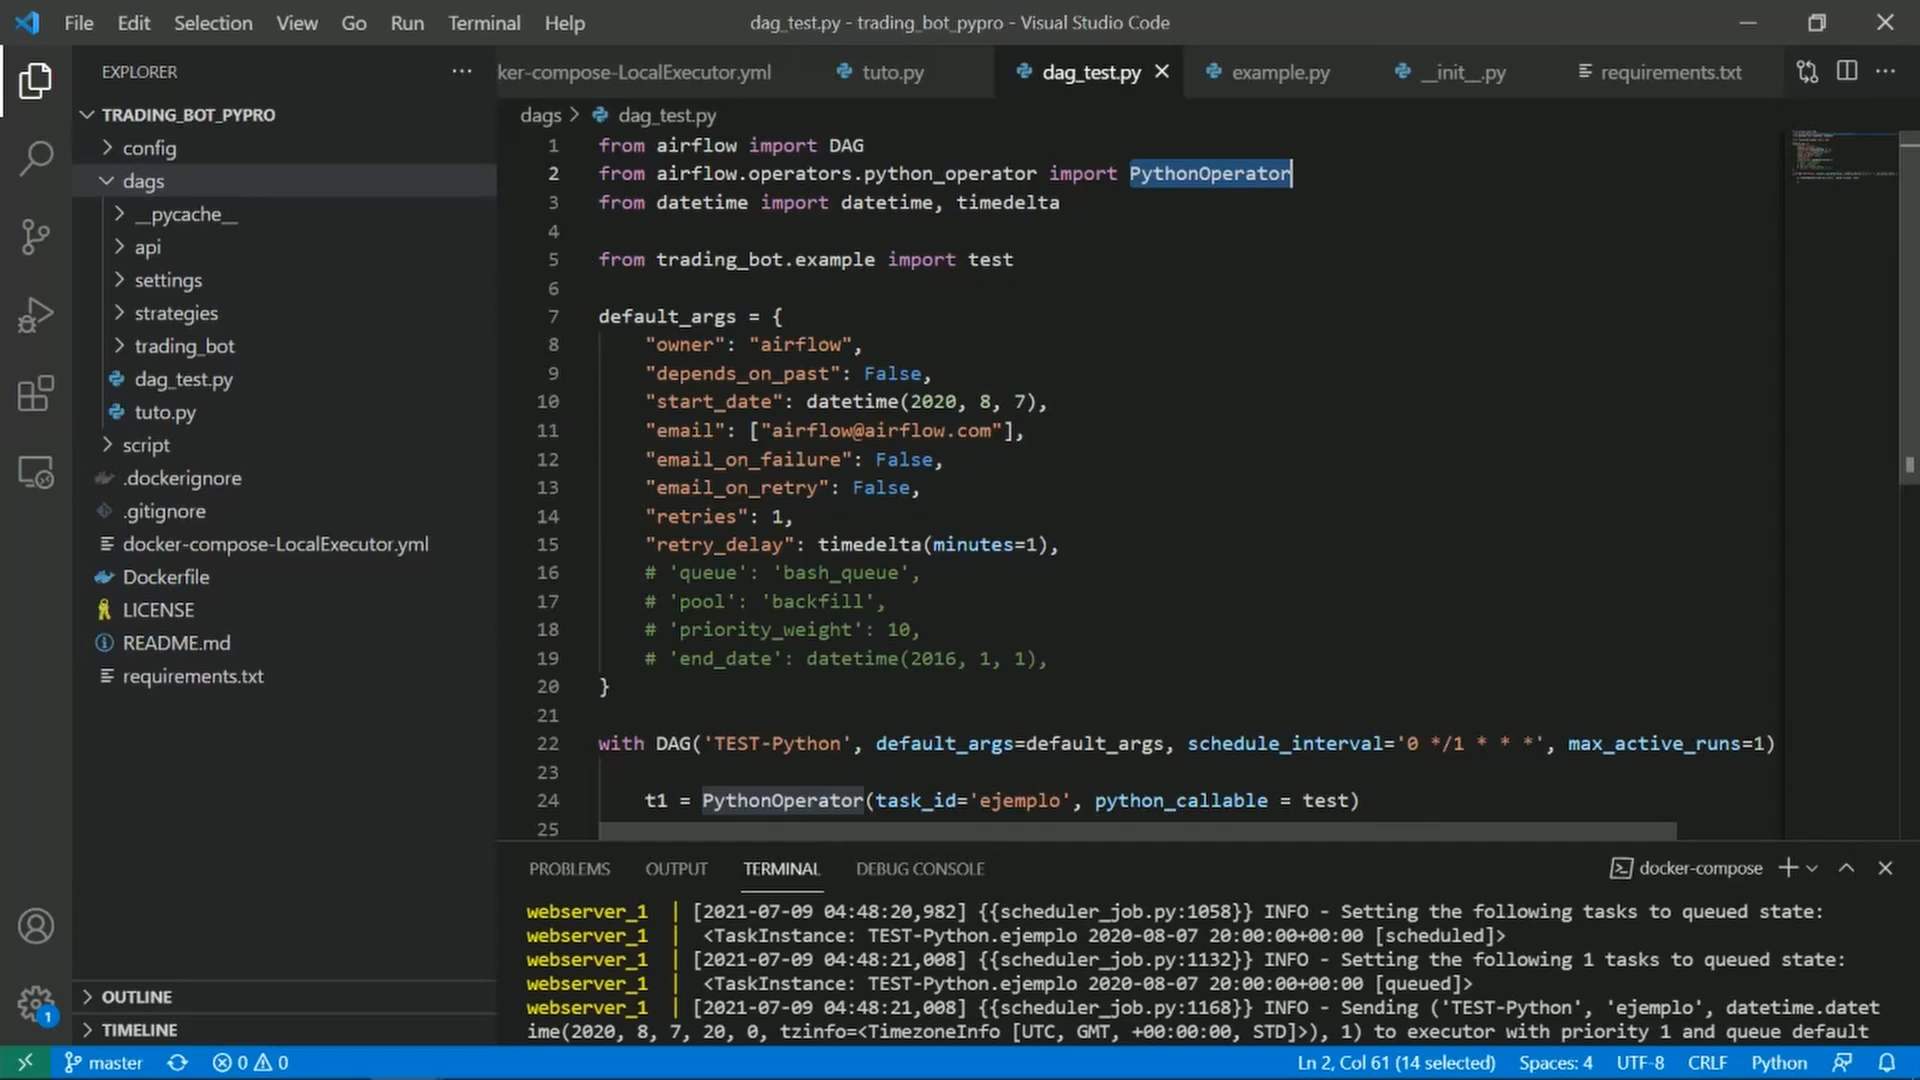 File Edit Selection View Go Run Terminal Help
dag_test.py - trading_bot_pypro - Visual Studio Code
EXPLORER
TRADING_BOT_PYPRO
config
dags
__pycache__
api
settings
strategies
trading_bot
dag_test.py
tuto.py
script
.dockerignore
.gitignore
docker-compose-LocalExecutor.yml
Dockerfile
LICENSE
README.md
requirements.txt
OUTLINE
TIMELINE
ker-compose-LocalExecutor.yml tuto.py dag_test.py example.py __init__.py requirements.txt
dags > dag_test.py
1 from airflow import DAG
2 from airflow.operators.python_operator import PythonOperator
3 from datetime import datetime, timedelta
4
5 from trading_bot.example import test
6
7 default_args = {
8 "owner": "airflow",
9 "depends_on_past": False,
10 "start_date": datetime(2020, 8, 7),
11 "email": ["airflow@airflow.com"],
12 "email_on_failure": False,
13 "email_on_retry": False,
14 "retries": 1,
15 "retry_delay": timedelta(minutes=1),
16 # 'queue': 'bash_queue',
17 # 'pool': 'backfill',
18 # 'priority_weight': 10,
19 # 'end_date': datetime(2016, 1, 1),
20 }
21
22 with DAG('TEST-Python', default_args=default_args, schedule_interval='0 */1 * * *', max_active_runs=1)
23
24 t1 = PythonOperator(task_id='ejemplo', python_callable = test)
25
PROBLEMS OUTPUT TERMINAL DEBUG CONSOLE
docker-compose
webserver_1 | [2021-07-09 04:48:20,982] {{scheduler_job.py:1058}} INFO - Setting the following tasks to queued state:
webserver_1 | <TaskInstance: TEST-Python.ejemplo 2020-08-07 20:00:00+00:00 [scheduled]>
webserver_1 | [2021-07-09 04:48:21,008] {{scheduler_job.py:1132}} INFO - Setting the following 1 tasks to queued state:
webserver_1 | <TaskInstance: TEST-Python.ejemplo 2020-08-07 20:00:00+00:00 [queued]>
webserver_1 | [2021-07-09 04:48:21,008] {{scheduler_job.py:1168}} INFO - Sending ('TEST-Python', 'ejemplo', datetime.datet
ime(2020, 8, 7, 20, 0, tzinfo=<TimezoneInfo [UTC, GMT, +00:00:00, STD]>), 1) to executor with priority 1 and queue default
1
master 0 0 Ln 2, Col 61 (14 selected) Spaces: 4 UTF-8 CRLF Python